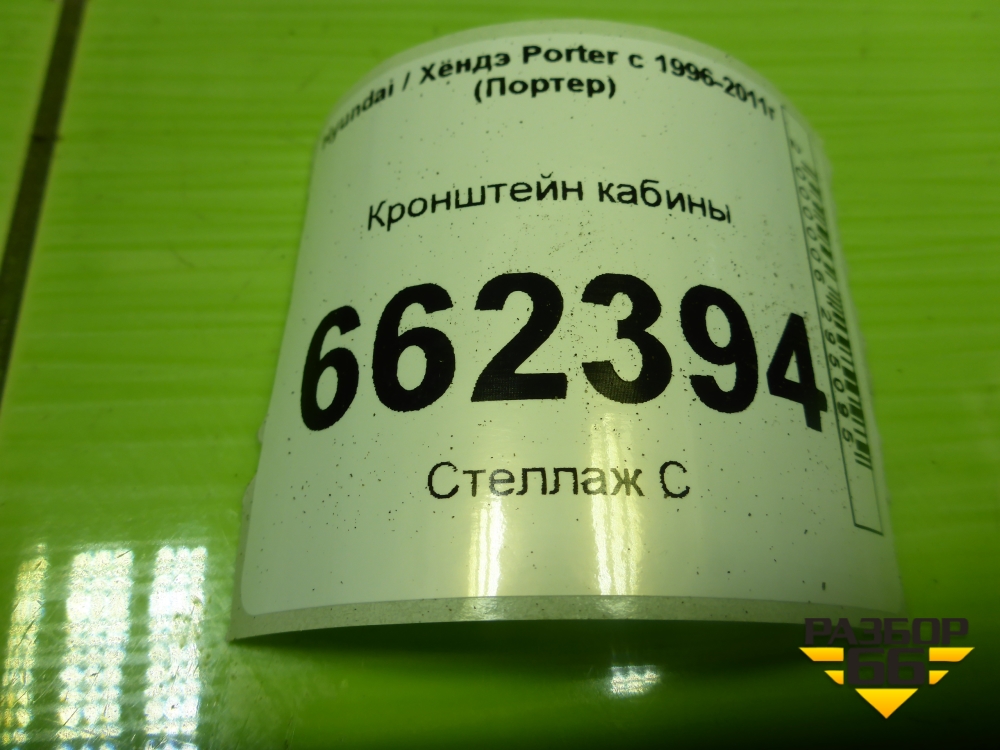 Hyundai / Хёндэ Porter с 1996-2011г
(Портер)
Кронштейн кабины
662394
Стеллаж С
РАЗБОР
66